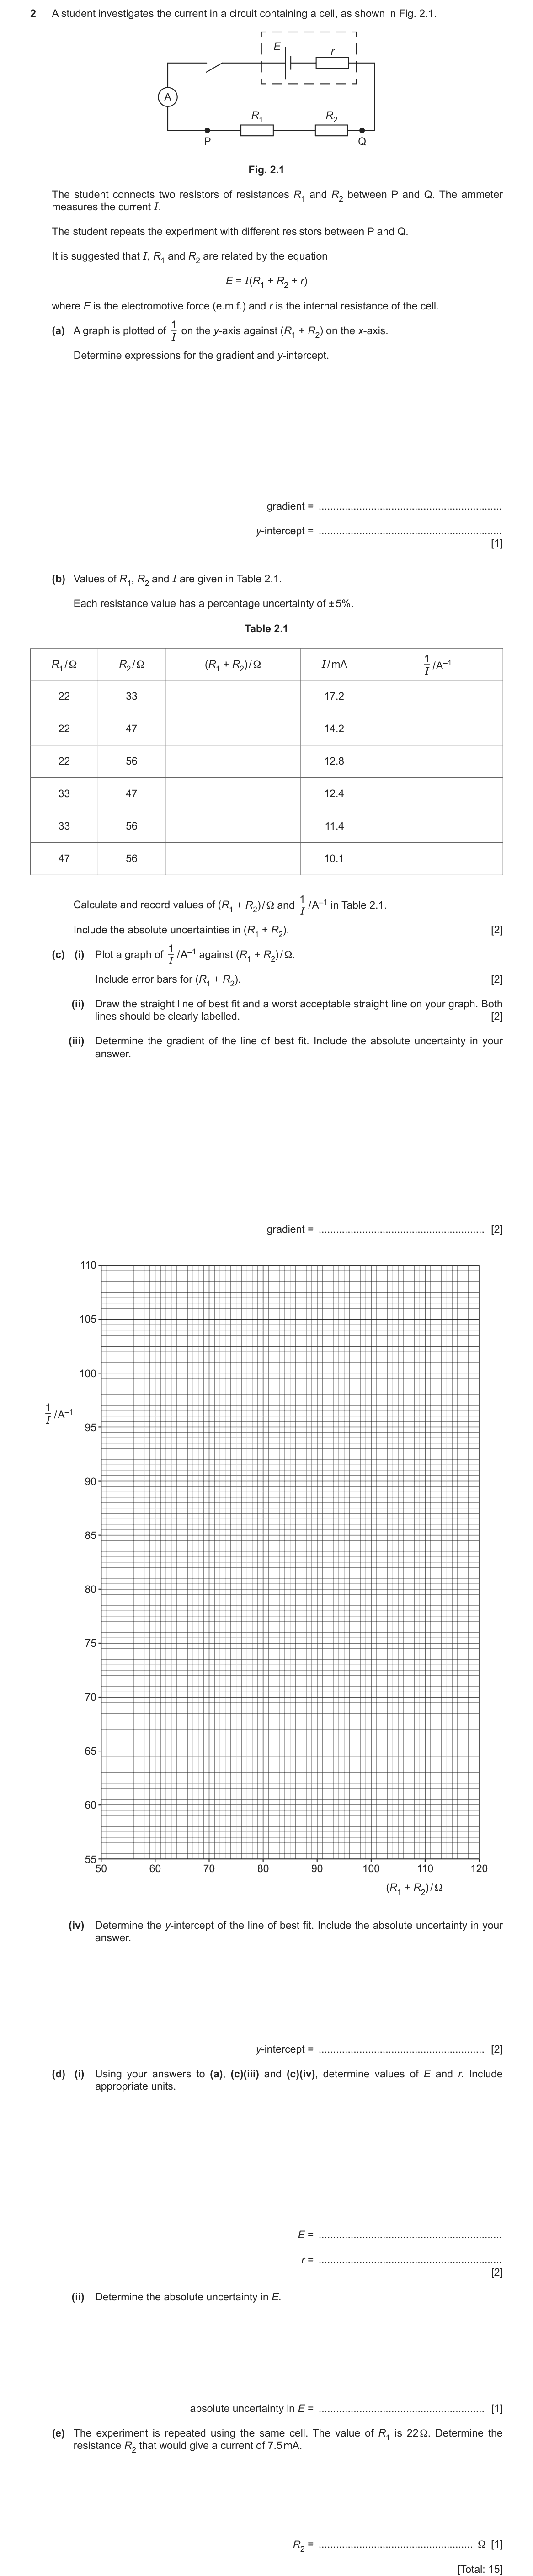 2 A student investigates the current in a circuit containing a cell, as shown in Fig. 2.1.
E
r
A
R₁
R₂
P
Q
Fig. 2.1
The student connects two resistors of resistances R₁ and R₂ between P and Q. The ammeter
measures the current I.
The student repeats the experiment with different resistors between P and Q.
It is suggested that I, R₁ and R₂ are related by the equation
E = I(R₁ + R₂ + r)
where E is the electromotive force (e.m.f.) and r is the internal resistance of the cell.
(a) A graph is plotted of 1/I on the y-axis against (R₁ + R₂) on the x-axis.
Determine expressions for the gradient and y-intercept.
gradient = ...............................................................
y-intercept = ...............................................................
[1]
(b) Values of R₁, R₂ and I are given in Table 2.1.
Each resistance value has a percentage uncertainty of ±5%.
Table 2.1
R₁/Ω R₂/Ω (R₁ + R₂)/Ω I/mA 1/I /A⁻¹
22 33 17.2
22 47 14.2
22 56 12.8
33 47 12.4
33 56 11.4
47 56 10.1
Calculate and record values of (R₁ + R₂)/Ω and 1/I /A⁻¹ in Table 2.1.
Include the absolute uncertainties in (R₁ + R₂). [2]
(c) (i) Plot a graph of 1/I /A⁻¹ against (R₁ + R₂)/Ω.
Include error bars for (R₁ + R₂). [2]
(ii) Draw the straight line of best fit and a worst acceptable straight line on your graph. Both
lines should be clearly labelled. [2]
(iii) Determine the gradient of the line of best fit. Include the absolute uncertainty in your
answer.
gradient = ......................................................... [2]
110
105
100
1/I /A⁻¹
95
90
85
80
75
70
65
60
55
50 60 70 80 90 100 110 120
(R₁ + R₂)/Ω
(iv) Determine the y-intercept of the line of best fit. Include the absolute uncertainty in your
answer.
y-intercept = ......................................................... [2]
(d) (i) Using your answers to (a), (c)(iii) and (c)(iv), determine values of E and r. Include
appropriate units.
E = ...............................................................
r = ...............................................................
[2]
(ii) Determine the absolute uncertainty in E.
absolute uncertainty in E = ......................................................... [1]
(e) The experiment is repeated using the same cell. The value of R₁ is 22Ω. Determine the
resistance R₂ that would give a current of 7.5mA.
R₂ = ..................................................... Ω [1]
[Total: 15]